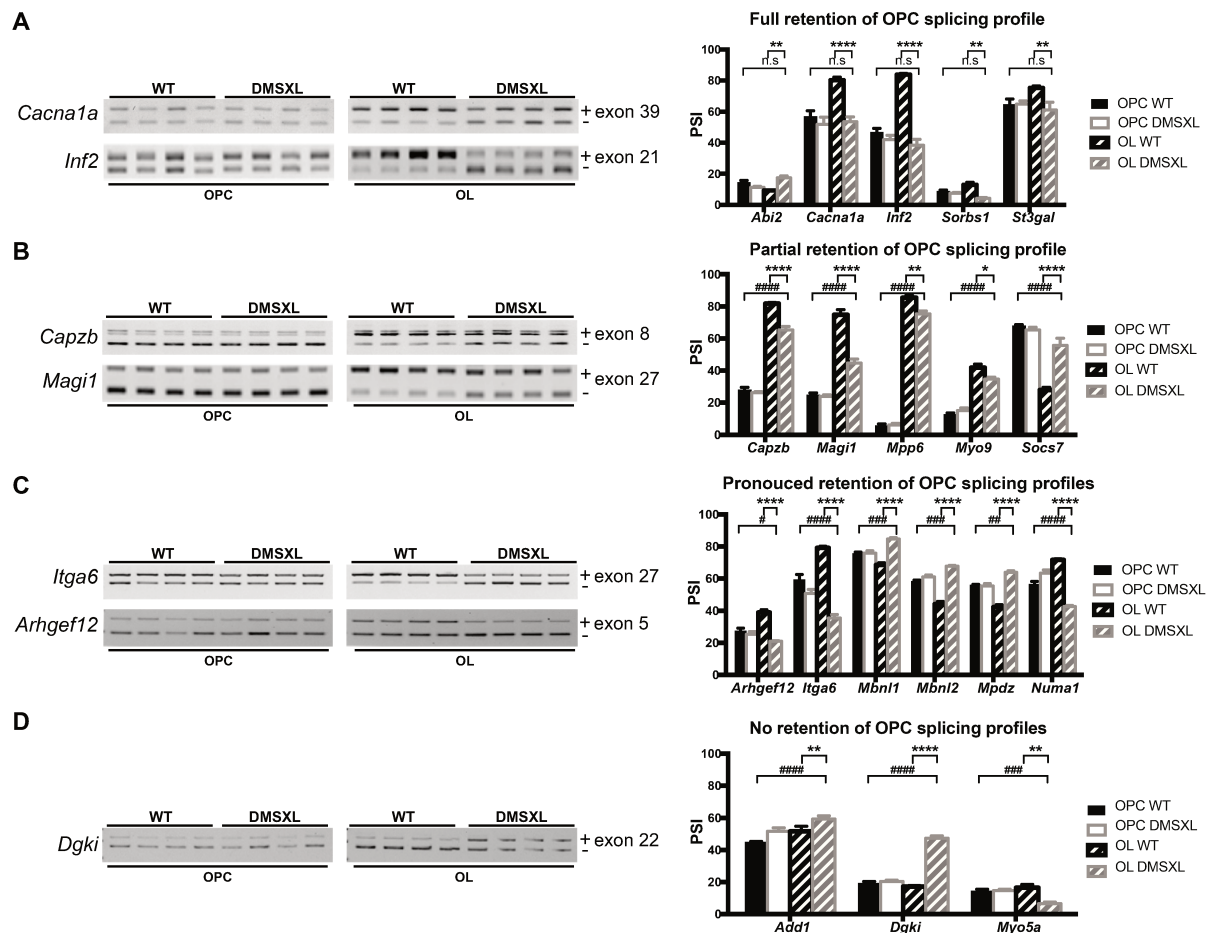 A
WT DMSXL WT DMSXL
Cacna1a + exon 39
-
Inf2 + exon 21
-
OPC OL
Full retention of OPC splicing profile
** **** **** ** **
n.s n.s n.s n.s n.s
PSI
100
80
60
40
20
0
Abi2 Cacna1a Inf2 Sorbs1 St3gal
OPC WT
OPC DMSXL
OL WT
OL DMSXL
B
WT DMSXL WT DMSXL
Capzb + exon 8
-
Magi1 + exon 27
-
OPC OL
Partial retention of OPC splicing profile
**** **** ** * ****
#### #### #### #### ####
PSI
100
80
60
40
20
0
Capzb Magi1 Mpp6 Myo9 Socs7
OPC WT
OPC DMSXL
OL WT
OL DMSXL
C
WT DMSXL WT DMSXL
Itga6 + exon 27
-
Arhgef12 + exon 5
-
OPC OL
Pronouced retention of OPC splicing profiles
**** **** **** **** **** ****
# #### ### ### ## ####
PSI
100
80
60
40
20
0
Arhgef12 Itga6 Mbnl1 Mbnl2 Mpdz Numa1
OPC WT
OPC DMSXL
OL WT
OL DMSXL
D
WT DMSXL WT DMSXL
Dgki + exon 22
-
OPC OL
No retention of OPC splicing profiles
** **** **
#### #### ###
PSI
100
80
60
40
20
0
Add1 Dgki Myo5a
OPC WT
OPC DMSXL
OL WT
OL DMSXL